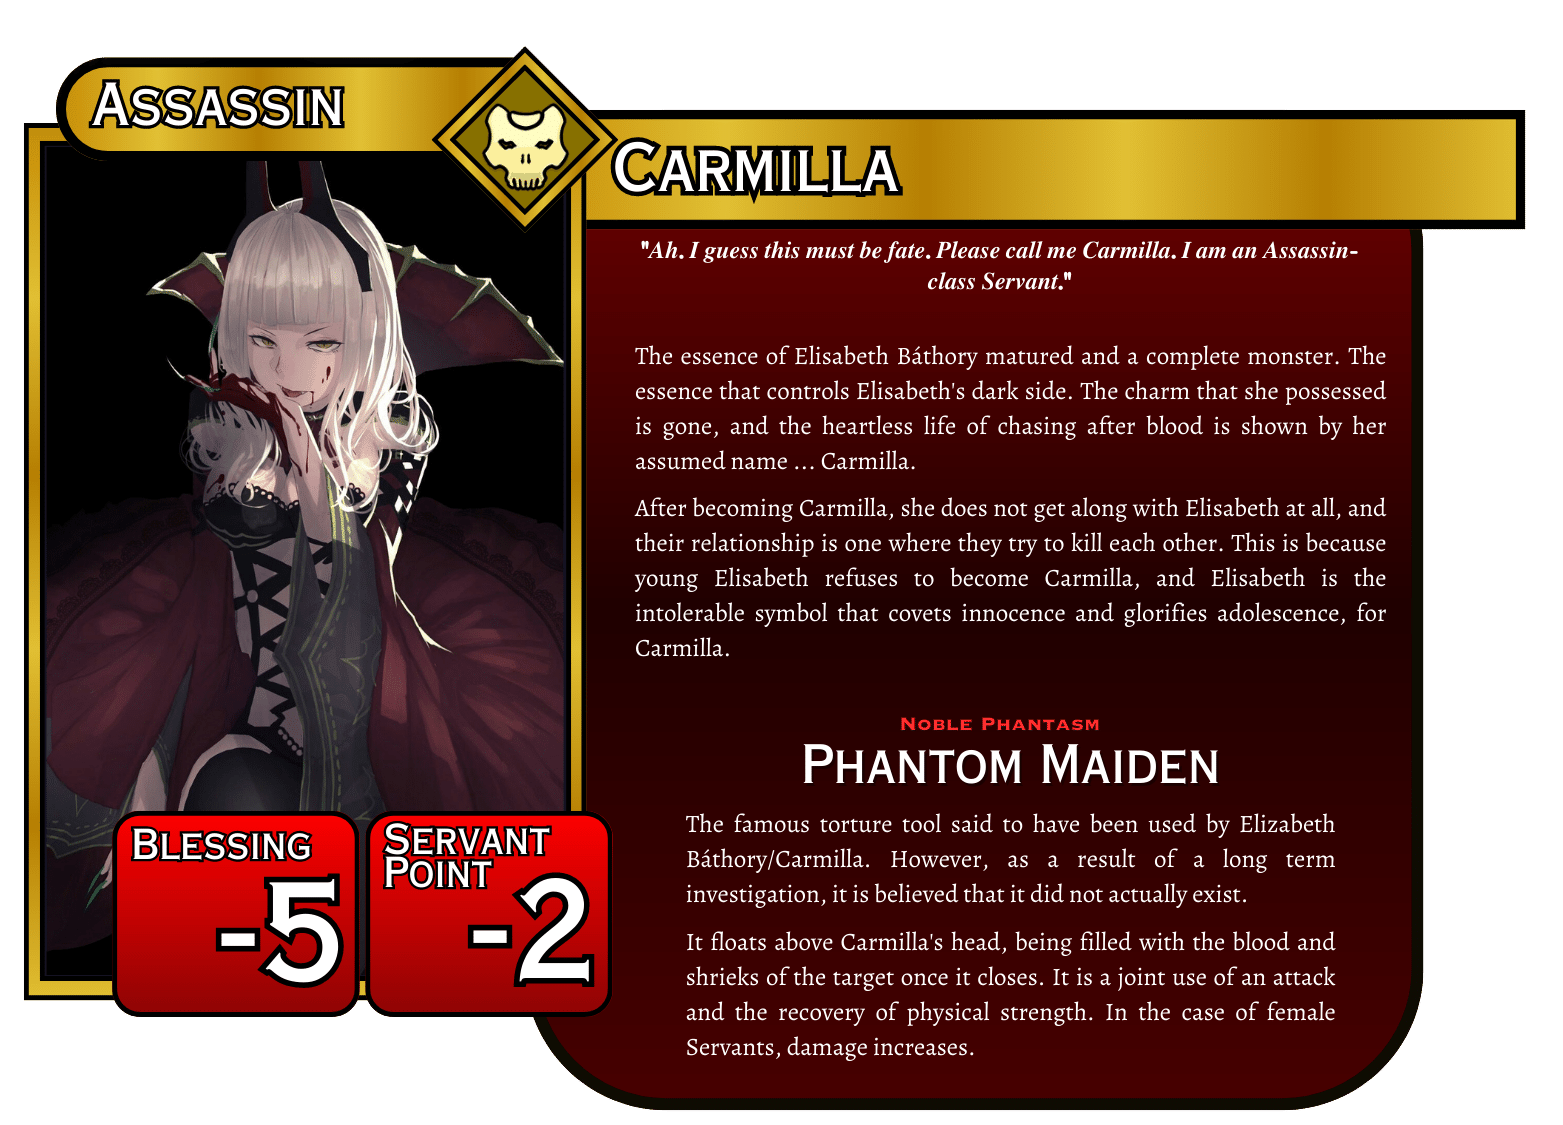 Assassin
Carmilla
"Ah. I guess this must be fate. Please call me Carmilla. I am an Assassin-
class Servant."
The essence of Elisabeth Báthory matured and a complete monster. The
essence that controls Elisabeth's dark side. The charm that she possessed
is gone, and the heartless life of chasing after blood is shown by her
assumed name ... Carmilla.
After becoming Carmilla, she does not get along with Elisabeth at all, and
their relationship is one where they try to kill each other. This is because
young Elisabeth refuses to become Carmilla, and Elisabeth is the
intolerable symbol that covets innocence and glorifies adolescence, for
Carmilla.
Noble Phantasm
Phantom Maiden
The famous torture tool said to have been used by Elizabeth
Báthory/Carmilla. However, as a result of a long term
investigation, it is believed that it did not actually exist.
It floats above Carmilla's head, being filled with the blood and
shrieks of the target once it closes. It is a joint use of an attack
and the recovery of physical strength. In the case of female
Servants, damage increases.
Blessing
-5
Servant
Point
-2